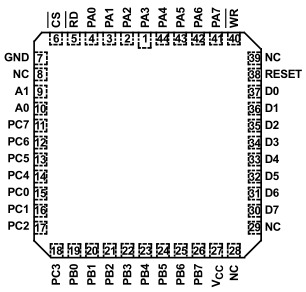 CS RD PA0 PA1 PA2 PA3 PA4 PA5 PA6 PA7 WR
6 5 4 3 2 1 44 43 42 41 40
GND 7 39 NC
NC 8 38 RESET
A1 9 37 D0
A0 10 36 D1
PC7 11 35 D2
PC6 12 34 D3
PC5 13 33 D4
PC4 14 32 D5
PC0 15 31 D6
PC1 16 30 D7
PC2 17 29 NC
18 19 20 21 22 23 24 25 26 27 28
PC3 PB0 PB1 PB2 PB3 PB4 PB5 PB6 PB7 VCC NC